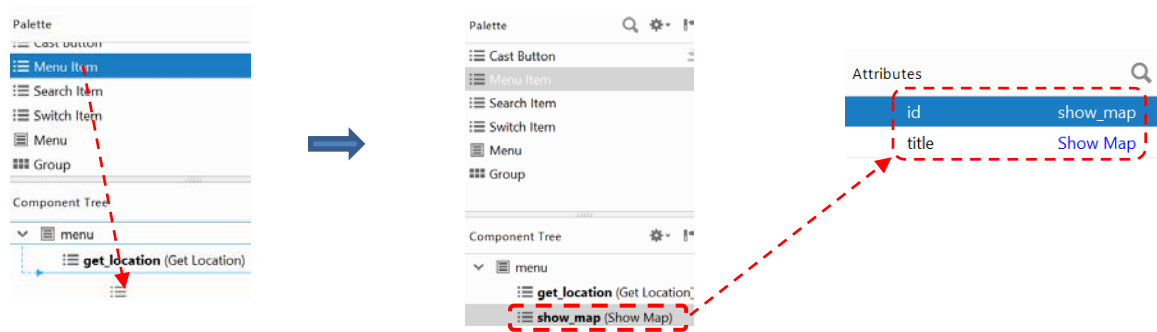 Palette
Cast Button
Menu Item
Search Item
Switch Item
Menu
Group
Component Tree
menu
get_location (Get Location)
Palette
Cast Button
Menu Item
Search Item
Switch Item
Menu
Group
Component Tree
menu
get_location (Get Location)
show_map (Show Map)
Attributes
id show_map
title Show Map